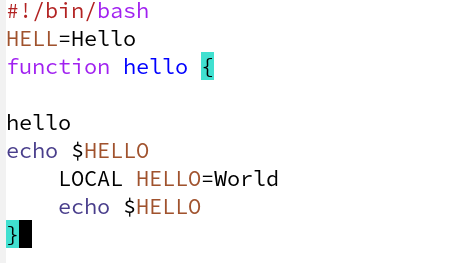 #!/bin/bash
HELL=Hello
function hello {
hello
echo $HELLO
LOCAL HELLO=World
echo $HELLO
}